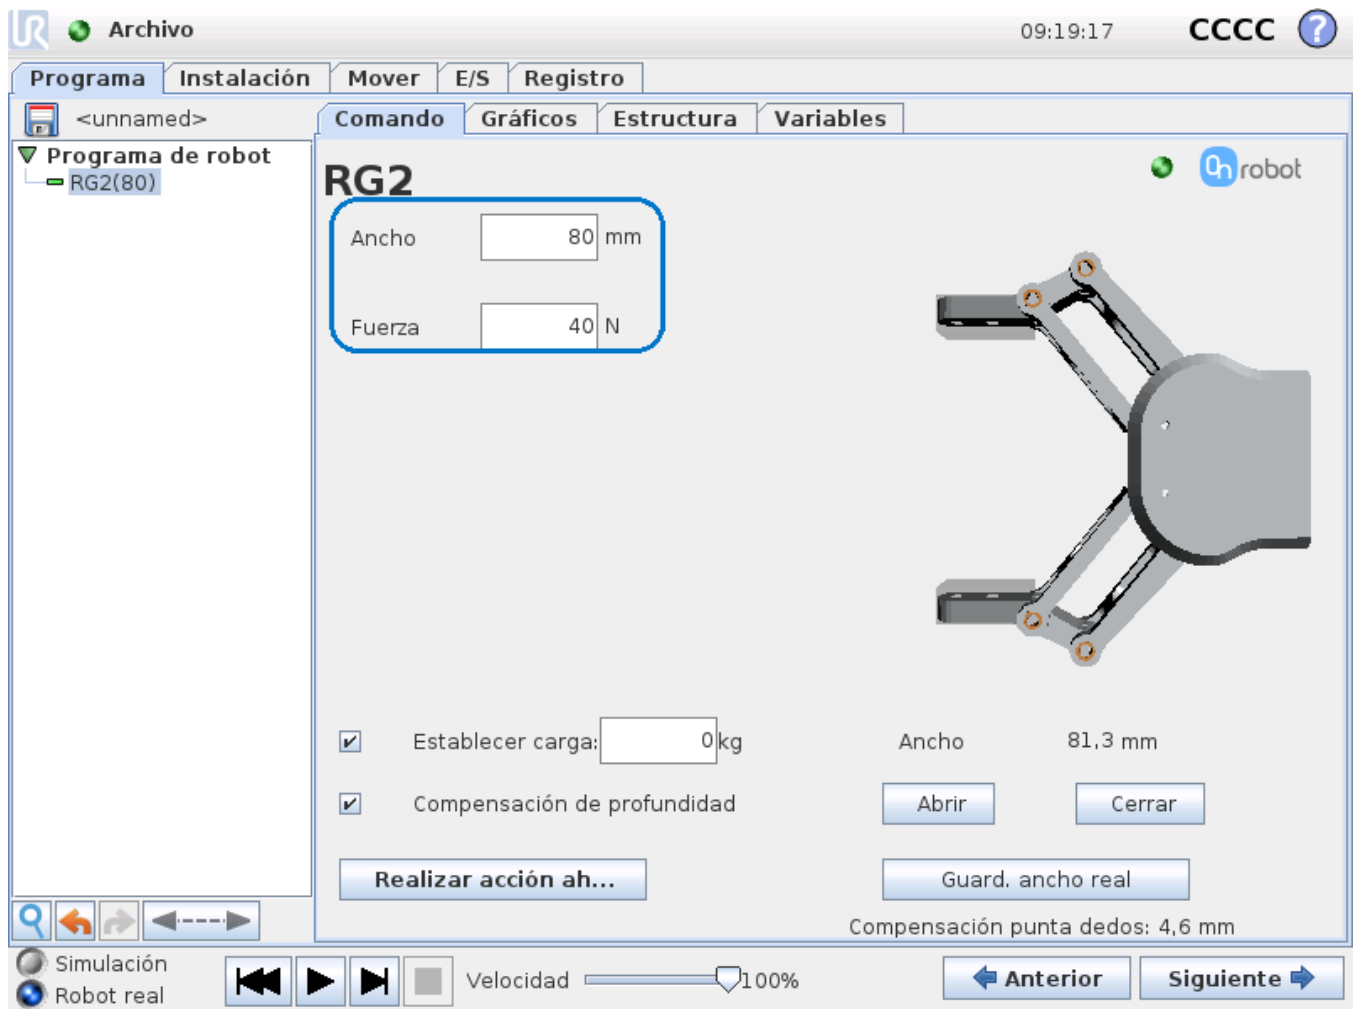 UR Archivo 09:19:17 CCCC ?
Programa Instalación Mover E/S Registro
<unnamed> Comando Gráficos Estructura Variables
Programa de robot
RG2(80)
RG2
On robot
Ancho 80 mm
Fuerza 40 N
Establecer carga: 0 kg
Ancho 81,3 mm
Compensación de profundidad
Abrir Cerrar
Realizar acción ah...
Guard. ancho real
Compensación punta dedos: 4,6 mm
Simulación
Robot real
Velocidad 100%
Anterior Siguiente